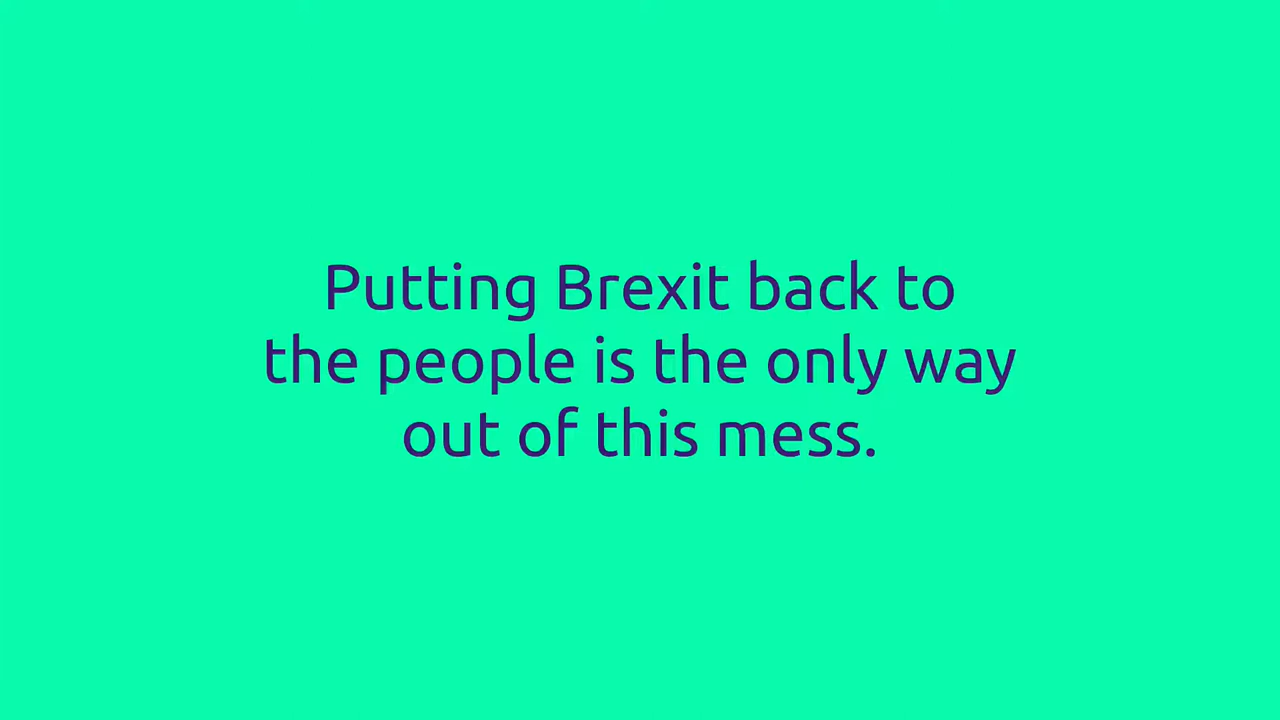 Putting Brexit back to
the people is the only way
out of this mess.